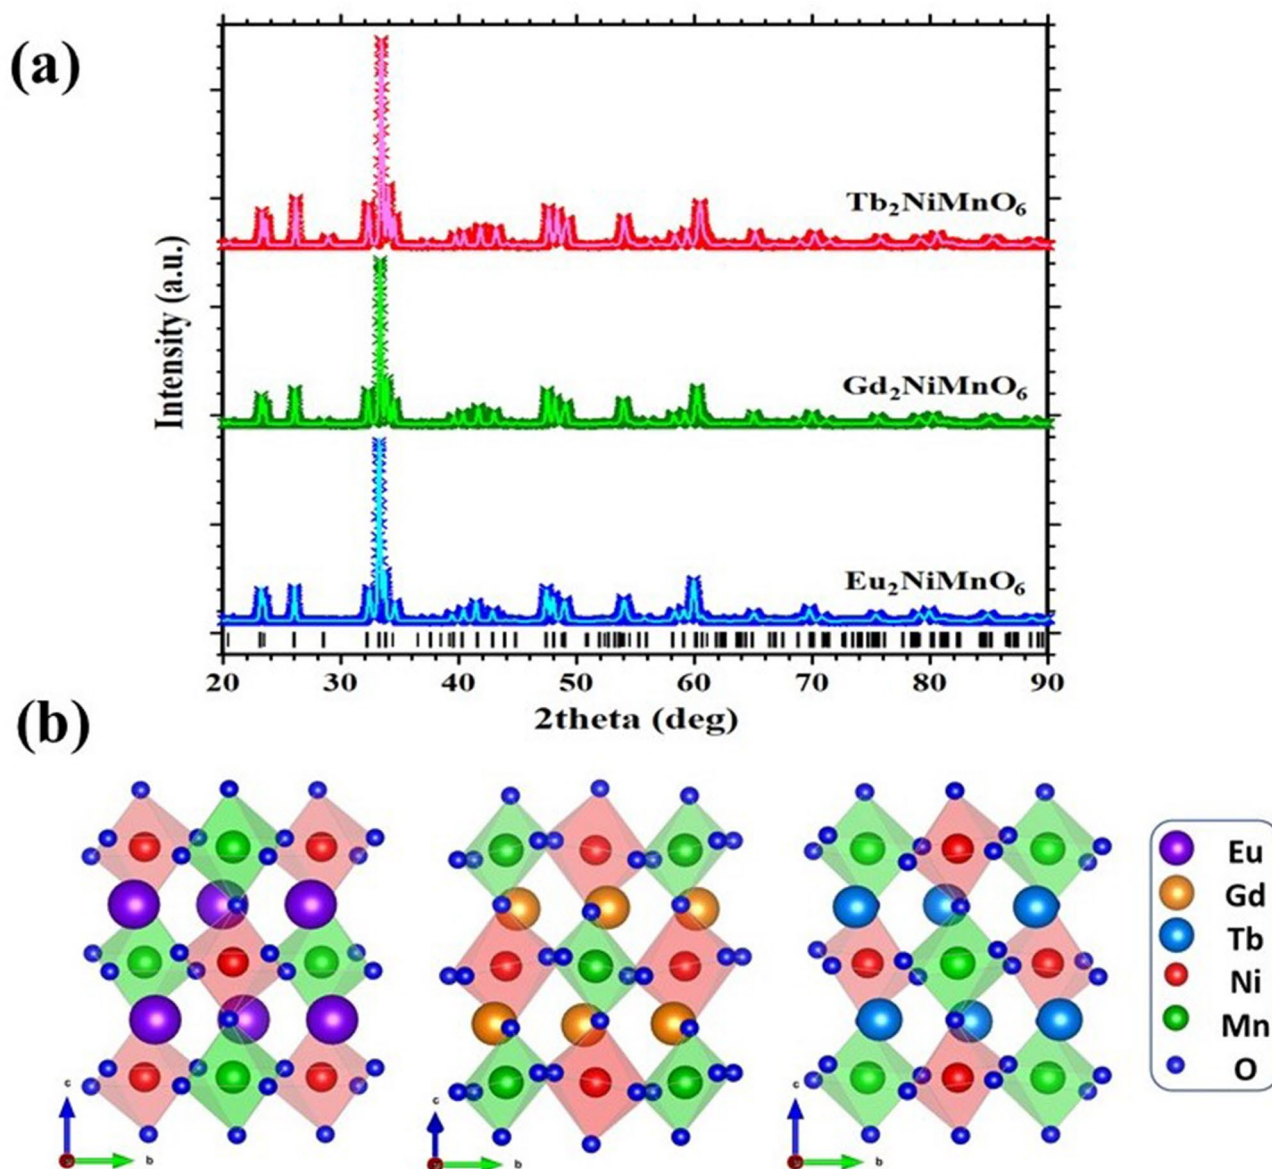 (a)
Intensity (a.u.)
Tb₂NiMnO₆
Gd₂NiMnO₆
Eu₂NiMnO₆
20 30 40 50 60 70 80 90
2theta (deg)
(b)
Eu
Gd
Tb
Ni
Mn
O
c b
c b
c b